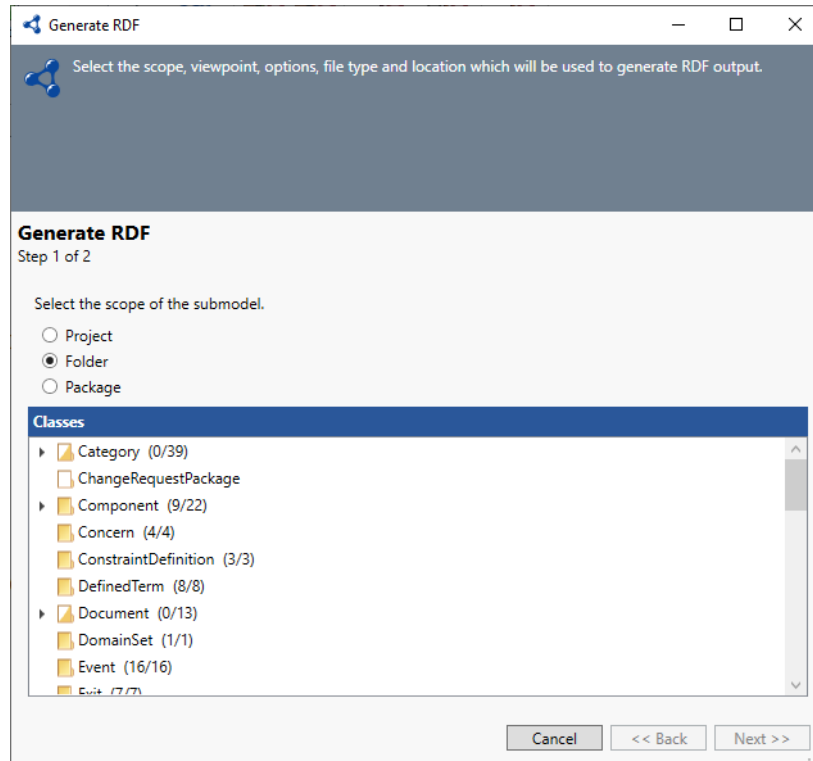 Generate RDF
Select the scope, viewpoint, options, file type and location which will be used to generate RDF output.
Generate RDF
Step 1 of 2
Select the scope of the submodel.
Project
Folder
Package
Classes
Category (0/39)
ChangeRequestPackage
Component (9/22)
Concern (4/4)
ConstraintDefinition (3/3)
DefinedTerm (8/8)
Document (0/13)
DomainSet (1/1)
Event (16/16)
Exit (7/7)
Cancel << Back Next >>